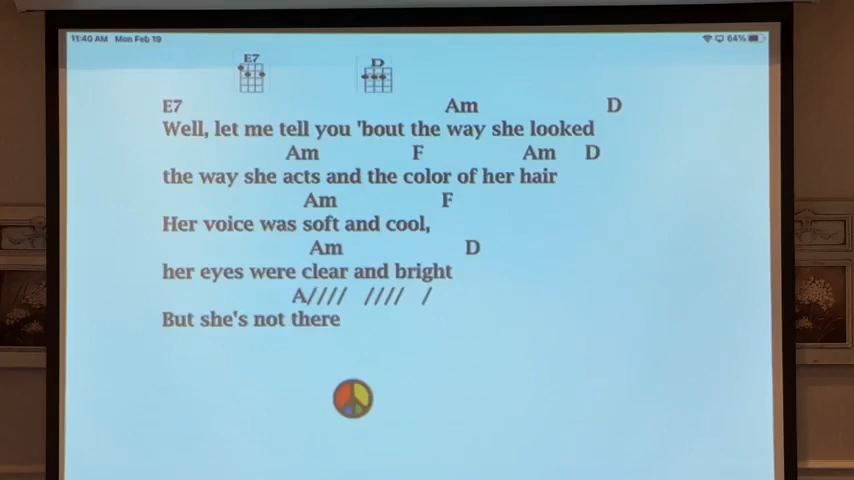 11:40 AM Mon Feb 19
64%
E7 D
E7 Am D
Well, let me tell you 'bout the way she looked
Am F Am D
the way she acts and the color of her hair
Am F
Her voice was soft and cool,
Am D
her eyes were clear and bright
A//// //// /
But she's not there